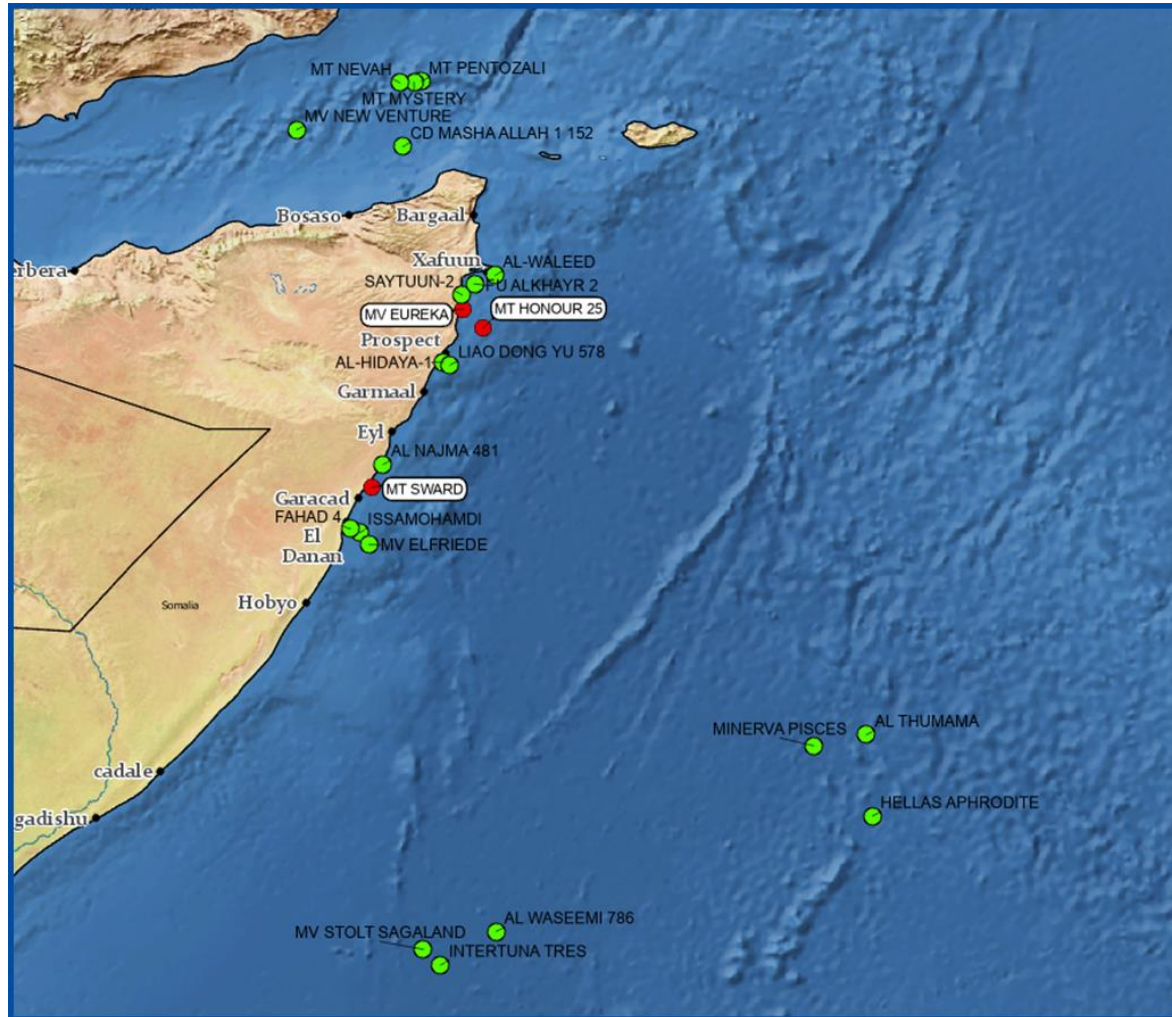 MT NEVAH
MT PENTOZALI
MT MYSTERY
MV NEW VENTURE
CD MASHA ALLAH 1 152
Bosaso
Bargaal
rbera
Xafuun
AL-WALEED
SAYTUUN-2
FU ALKHAYR 2
MV EUREKA
MT HONOUR 25
Prospect
LIAO DONG YU 578
AL-HIDAYA-1
Garmaal
Eyl
AL NAJMA 481
MT SWARD
Garacad
FAHAD 4
ISSAMOHAMDI
El
Danan
MV ELFRIEDE
Hobyo
Somalia
MINERVA PISCES
AL THUMAMA
cadale
HELLAS APHRODITE
gadishu
AL WASEEMI 786
MV STOLT SAGALAND
INTERTUNA TRES